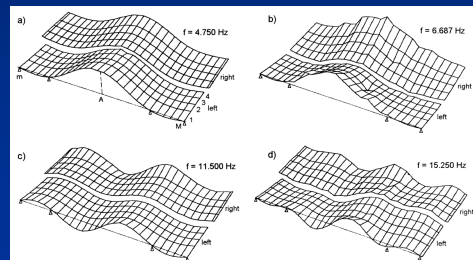 a)
f = 4.750 Hz
right
m
A
4
3
2
1
left
M
b)
f = 6.687 Hz
right
left
c)
f = 11.500 Hz
right
left
d)
f = 15.250 Hz
right
left